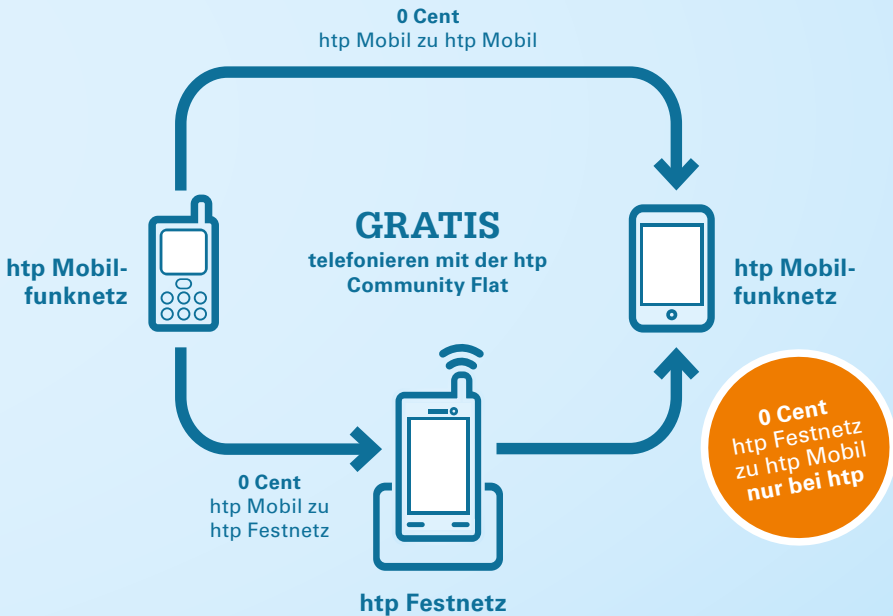 0 Cent
htp Mobil zu htp Mobil
GRATIS
telefonieren mit der htp
Community Flat
htp Mobil-
funknetz
htp Mobil-
funknetz
0 Cent
htp Festnetz
zu htp Mobil
nur bei htp
0 Cent
htp Mobil zu
htp Festnetz
htp Festnetz